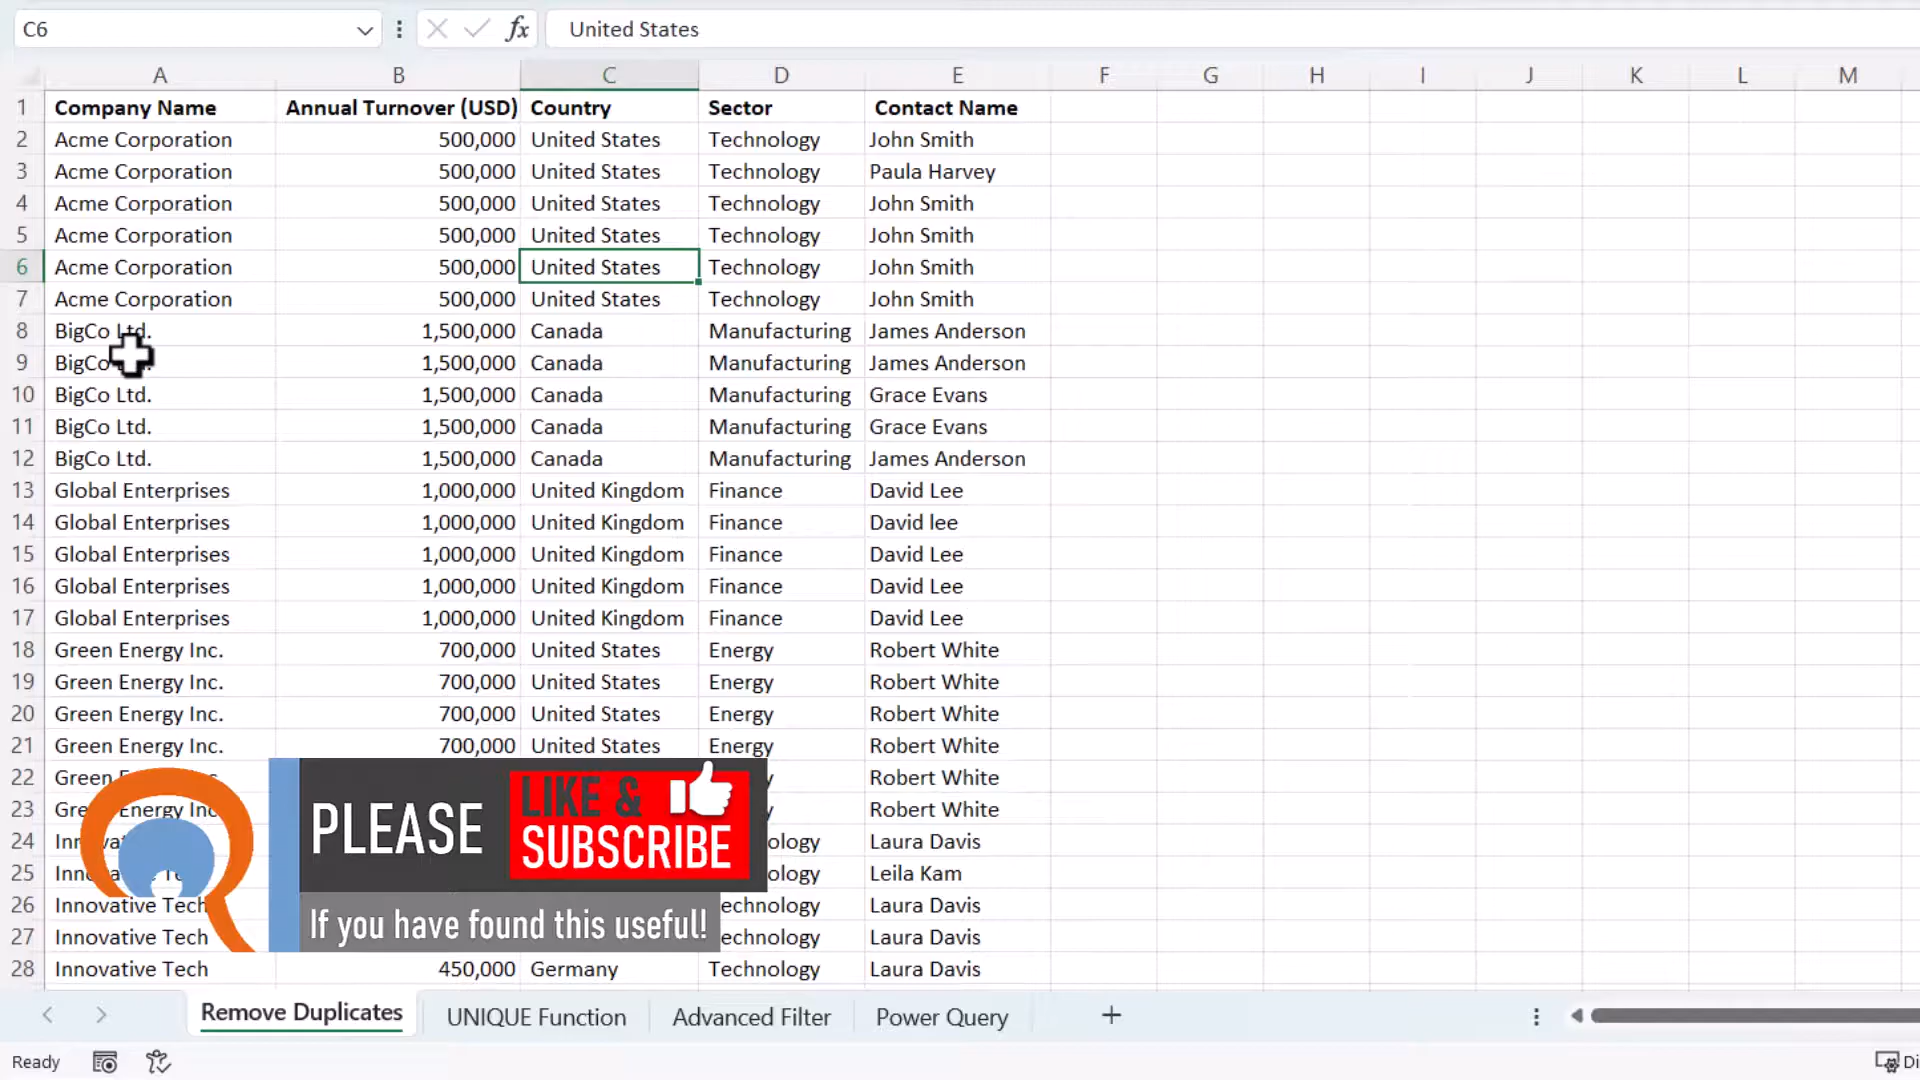 C6 fx United States
A B C D E F G H I J K L M
1 Company Name Annual Turnover (USD) Country Sector Contact Name
2 Acme Corporation 500,000 United States Technology John Smith
3 Acme Corporation 500,000 United States Technology Paula Harvey
4 Acme Corporation 500,000 United States Technology John Smith
5 Acme Corporation 500,000 United States Technology John Smith
6 Acme Corporation 500,000 United States Technology John Smith
7 Acme Corporation 500,000 United States Technology John Smith
8 BigCo Ltd. 1,500,000 Canada Manufacturing James Anderson
9 BigCo 1,500,000 Canada Manufacturing James Anderson
10 BigCo Ltd. 1,500,000 Canada Manufacturing Grace Evans
11 BigCo Ltd. 1,500,000 Canada Manufacturing Grace Evans
12 BigCo Ltd. 1,500,000 Canada Manufacturing James Anderson
13 Global Enterprises 1,000,000 United Kingdom Finance David Lee
14 Global Enterprises 1,000,000 United Kingdom Finance David lee
15 Global Enterprises 1,000,000 United Kingdom Finance David Lee
16 Global Enterprises 1,000,000 United Kingdom Finance David Lee
17 Global Enterprises 1,000,000 United Kingdom Finance David Lee
18 Green Energy Inc. 700,000 United States Energy Robert White
19 Green Energy Inc. 700,000 United States Energy Robert White
20 Green Energy Inc. 700,000 United States Energy Robert White
21 Green Energy Inc. 700,000 United States Energy Robert White
22 Green Robert White
23 Green Energy Inc Robert White
24 Laura Davis
25 Leila Kam
26 Innovative Tech Laura Davis
27 Innovative Tech Laura Davis
28 Innovative Tech 450,000 Germany Technology Laura Davis
PLEASE LIKE & SUBSCRIBE
If you have found this useful!
Remove Duplicates UNIQUE Function Advanced Filter Power Query
Ready